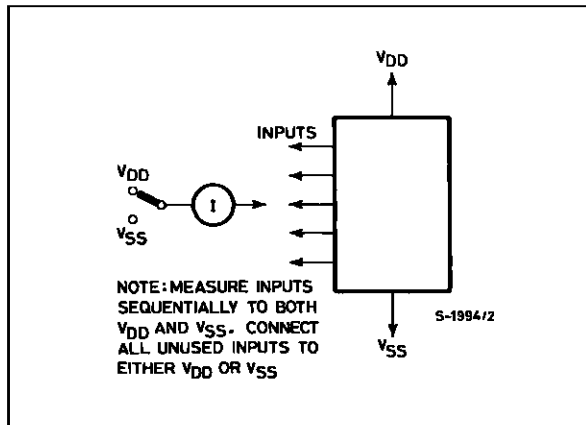 VDD
INPUTS
VDD
I
VSS
NOTE: MEASURE INPUTS
SEQUENTIALLY TO BOTH
VDD AND VSS. CONNECT
ALL UNUSED INPUTS TO
EITHER VDD OR VSS
S-1994/2
VSS